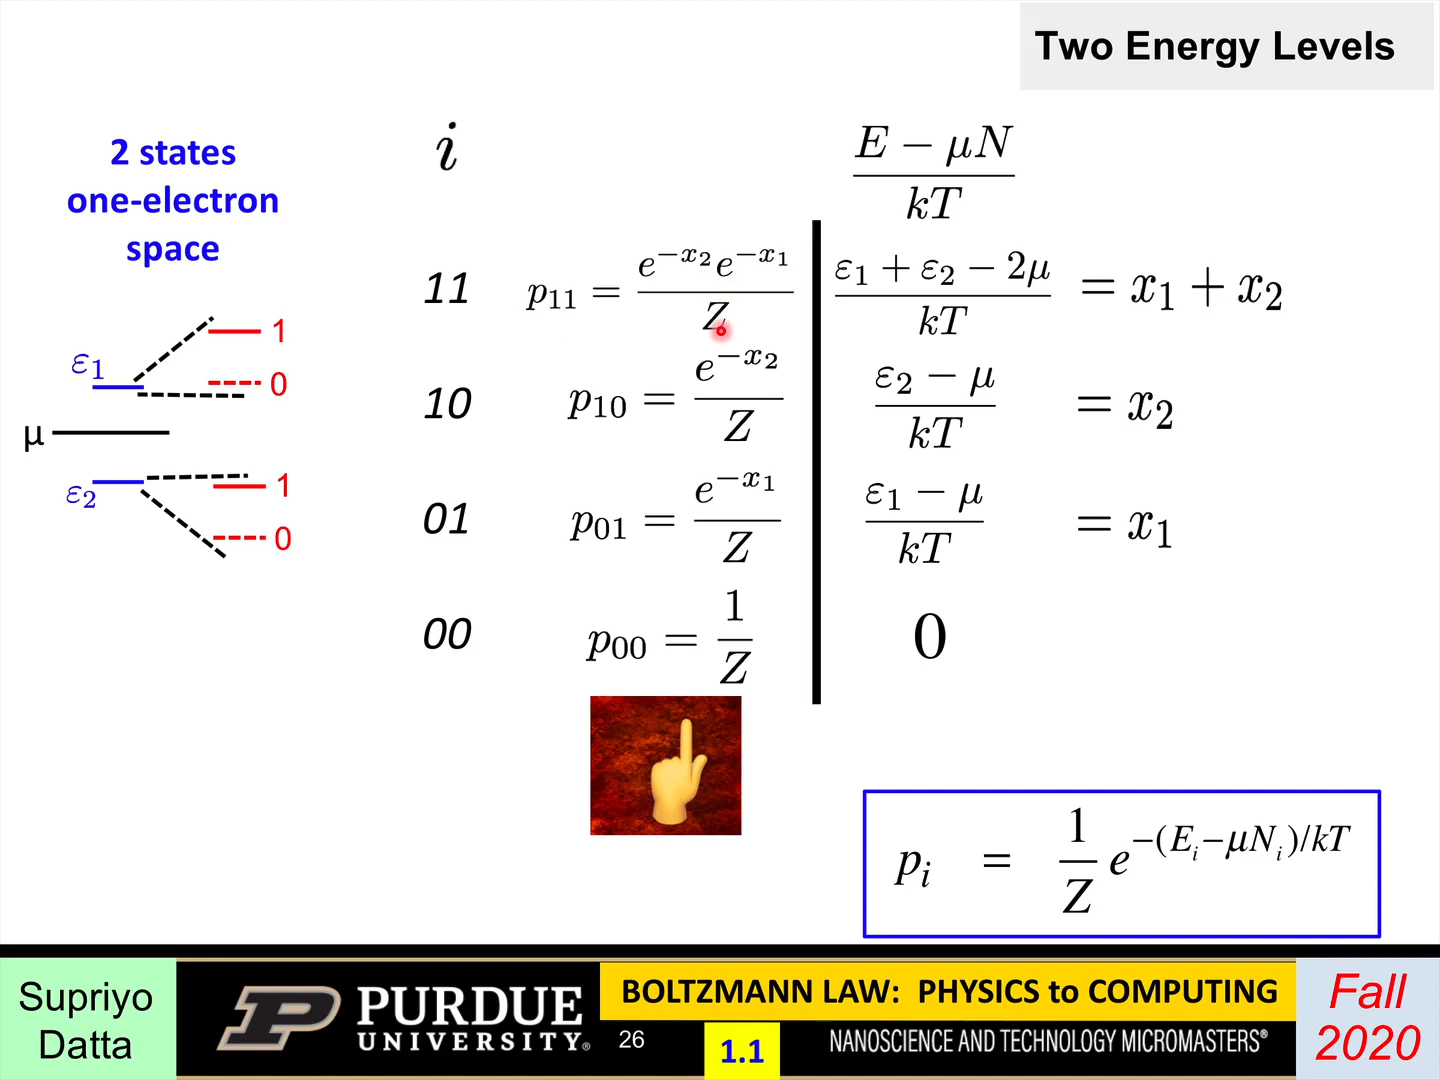 Two Energy Levels
2 states
one-electron
space
i
(E − μN)/kT
11 p₁₁ = (e^{−x₂}e^{−x₁})/Z (ε₁ + ε₂ − 2μ)/kT = x₁ + x₂
10 p₁₀ = e^{−x₂}/Z (ε₂ − μ)/kT = x₂
01 p₀₁ = e^{−x₁}/Z (ε₁ − μ)/kT = x₁
00 p₀₀ = 1/Z 0
1
ε₁
0
μ
ε₂
1
0
pᵢ = (1/Z) e^{−(Eᵢ−μNᵢ)/kT}
Supriyo
Datta
PURDUE
UNIVERSITY®
26
BOLTZMANN LAW: PHYSICS to COMPUTING
1.1
NANOSCIENCE AND TECHNOLOGY MICROMASTERS®
Fall
2020